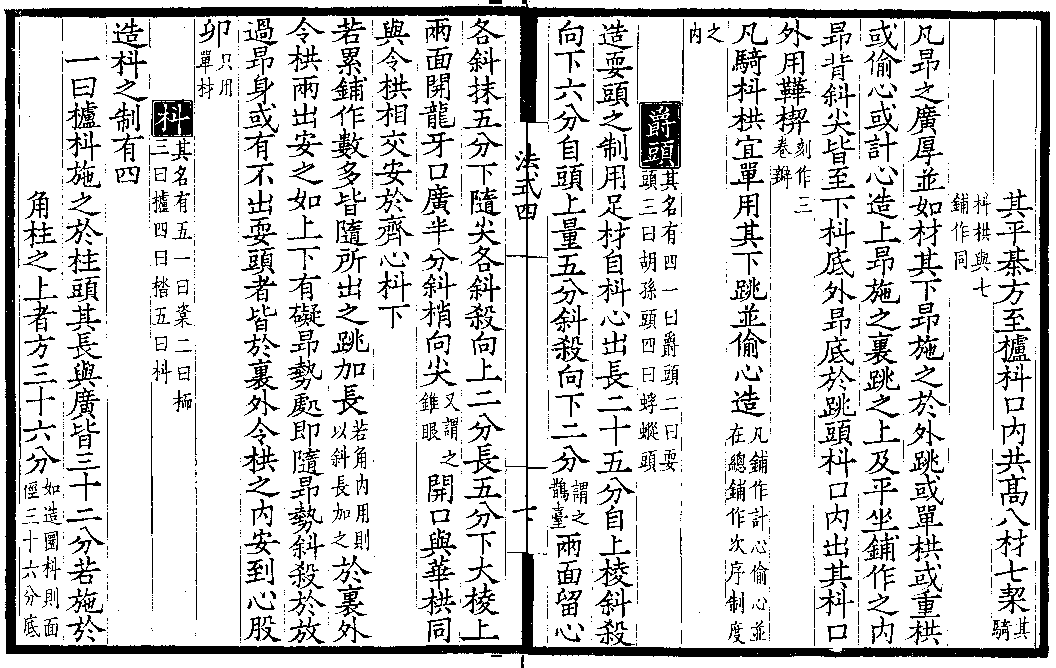 其平棊方至櫨枓口内共高八材七栔其騎
枓栱與七
鋪作同
凡昂之廣厚並如材其下昂施之於外跳或單栱或重栱
或偷心或計心造上昂施之裏跳之上及平坐鋪作之内
昂背斜尖皆至下枓底外昂底於跳頭枓口内出其枓口
外用鞾楔刻作三
卷瓣
凡騎枓栱宜單用其下跳並偷心造凡鋪作計心偷心並
在總鋪作次序制度
之
内
爵頭其名有四一曰爵頭二曰耍
頭三曰胡孫頭四曰蜉䗥頭
造耍頭之制用足材自枓心出長二十五分自上棱斜殺
向下六分自頭上量五分斜殺向下二分謂之
鵲臺兩面留心
法式四
十
各斜抹五分下隨尖各斜殺向上二分長五分下大棱上
兩面開龍牙口廣半分斜梢向尖又謂之
錐眼開口與華栱同
與令栱相交安於齊心枓下
若累鋪作數多皆隨所出之跳加長若角内用則
以斜長加之於裏外
令栱兩出安之如上下有礙昂勢處即隨昂勢斜殺於放
過昂身或有不出耍頭者皆於裏外令栱之内安到心股
卯只用
單枓
枓其名有五一曰楶二曰栭
三曰櫨四曰楷五曰枓
造枓之制有四
一曰櫨枓施之於柱頭其長與廣皆三十二分若施於
角柱之上者方三十六分如造圜枓則面
徑三十六分底